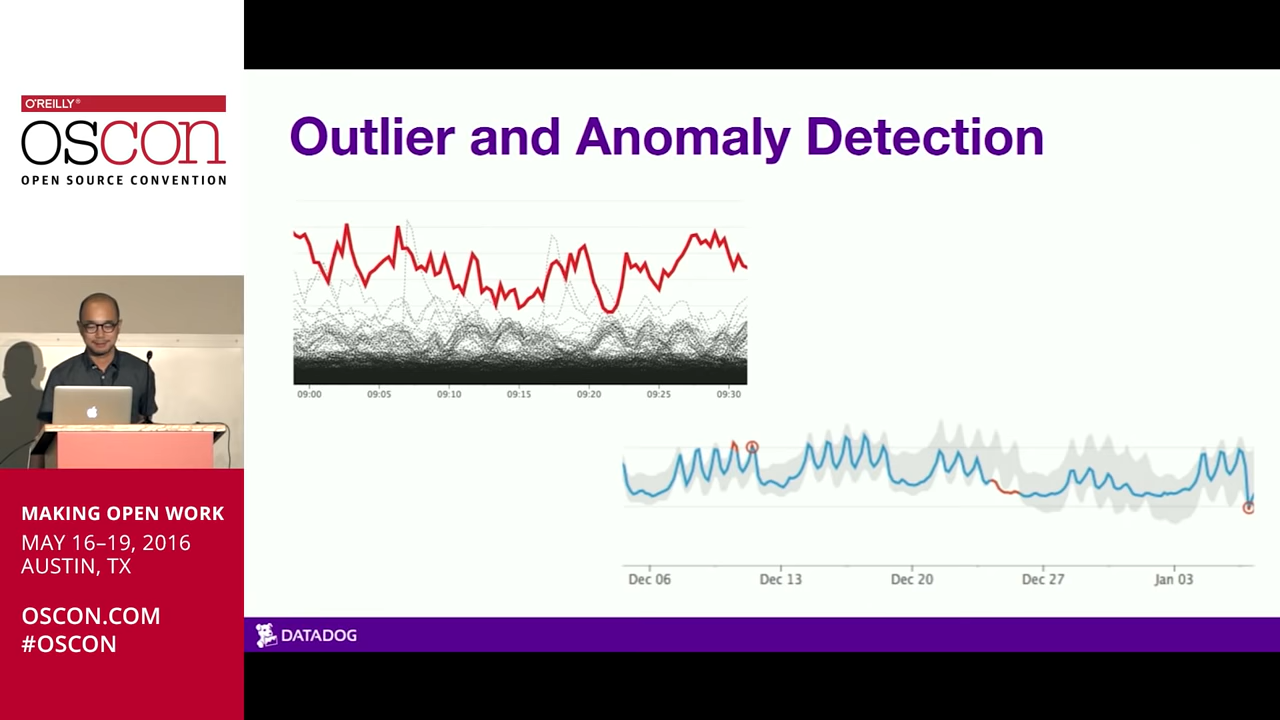 O'REILLY®
OSCON
OPEN SOURCE CONVENTION
MAKING OPEN WORK
MAY 16–19, 2016
AUSTIN, TX
OSCON.COM
#OSCON
Outlier and Anomaly Detection
09:00 09:05 09:10 09:15 09:20 09:25 09:30
Dec 06 Dec 13 Dec 20 Dec 27 Jan 03
DATADOG